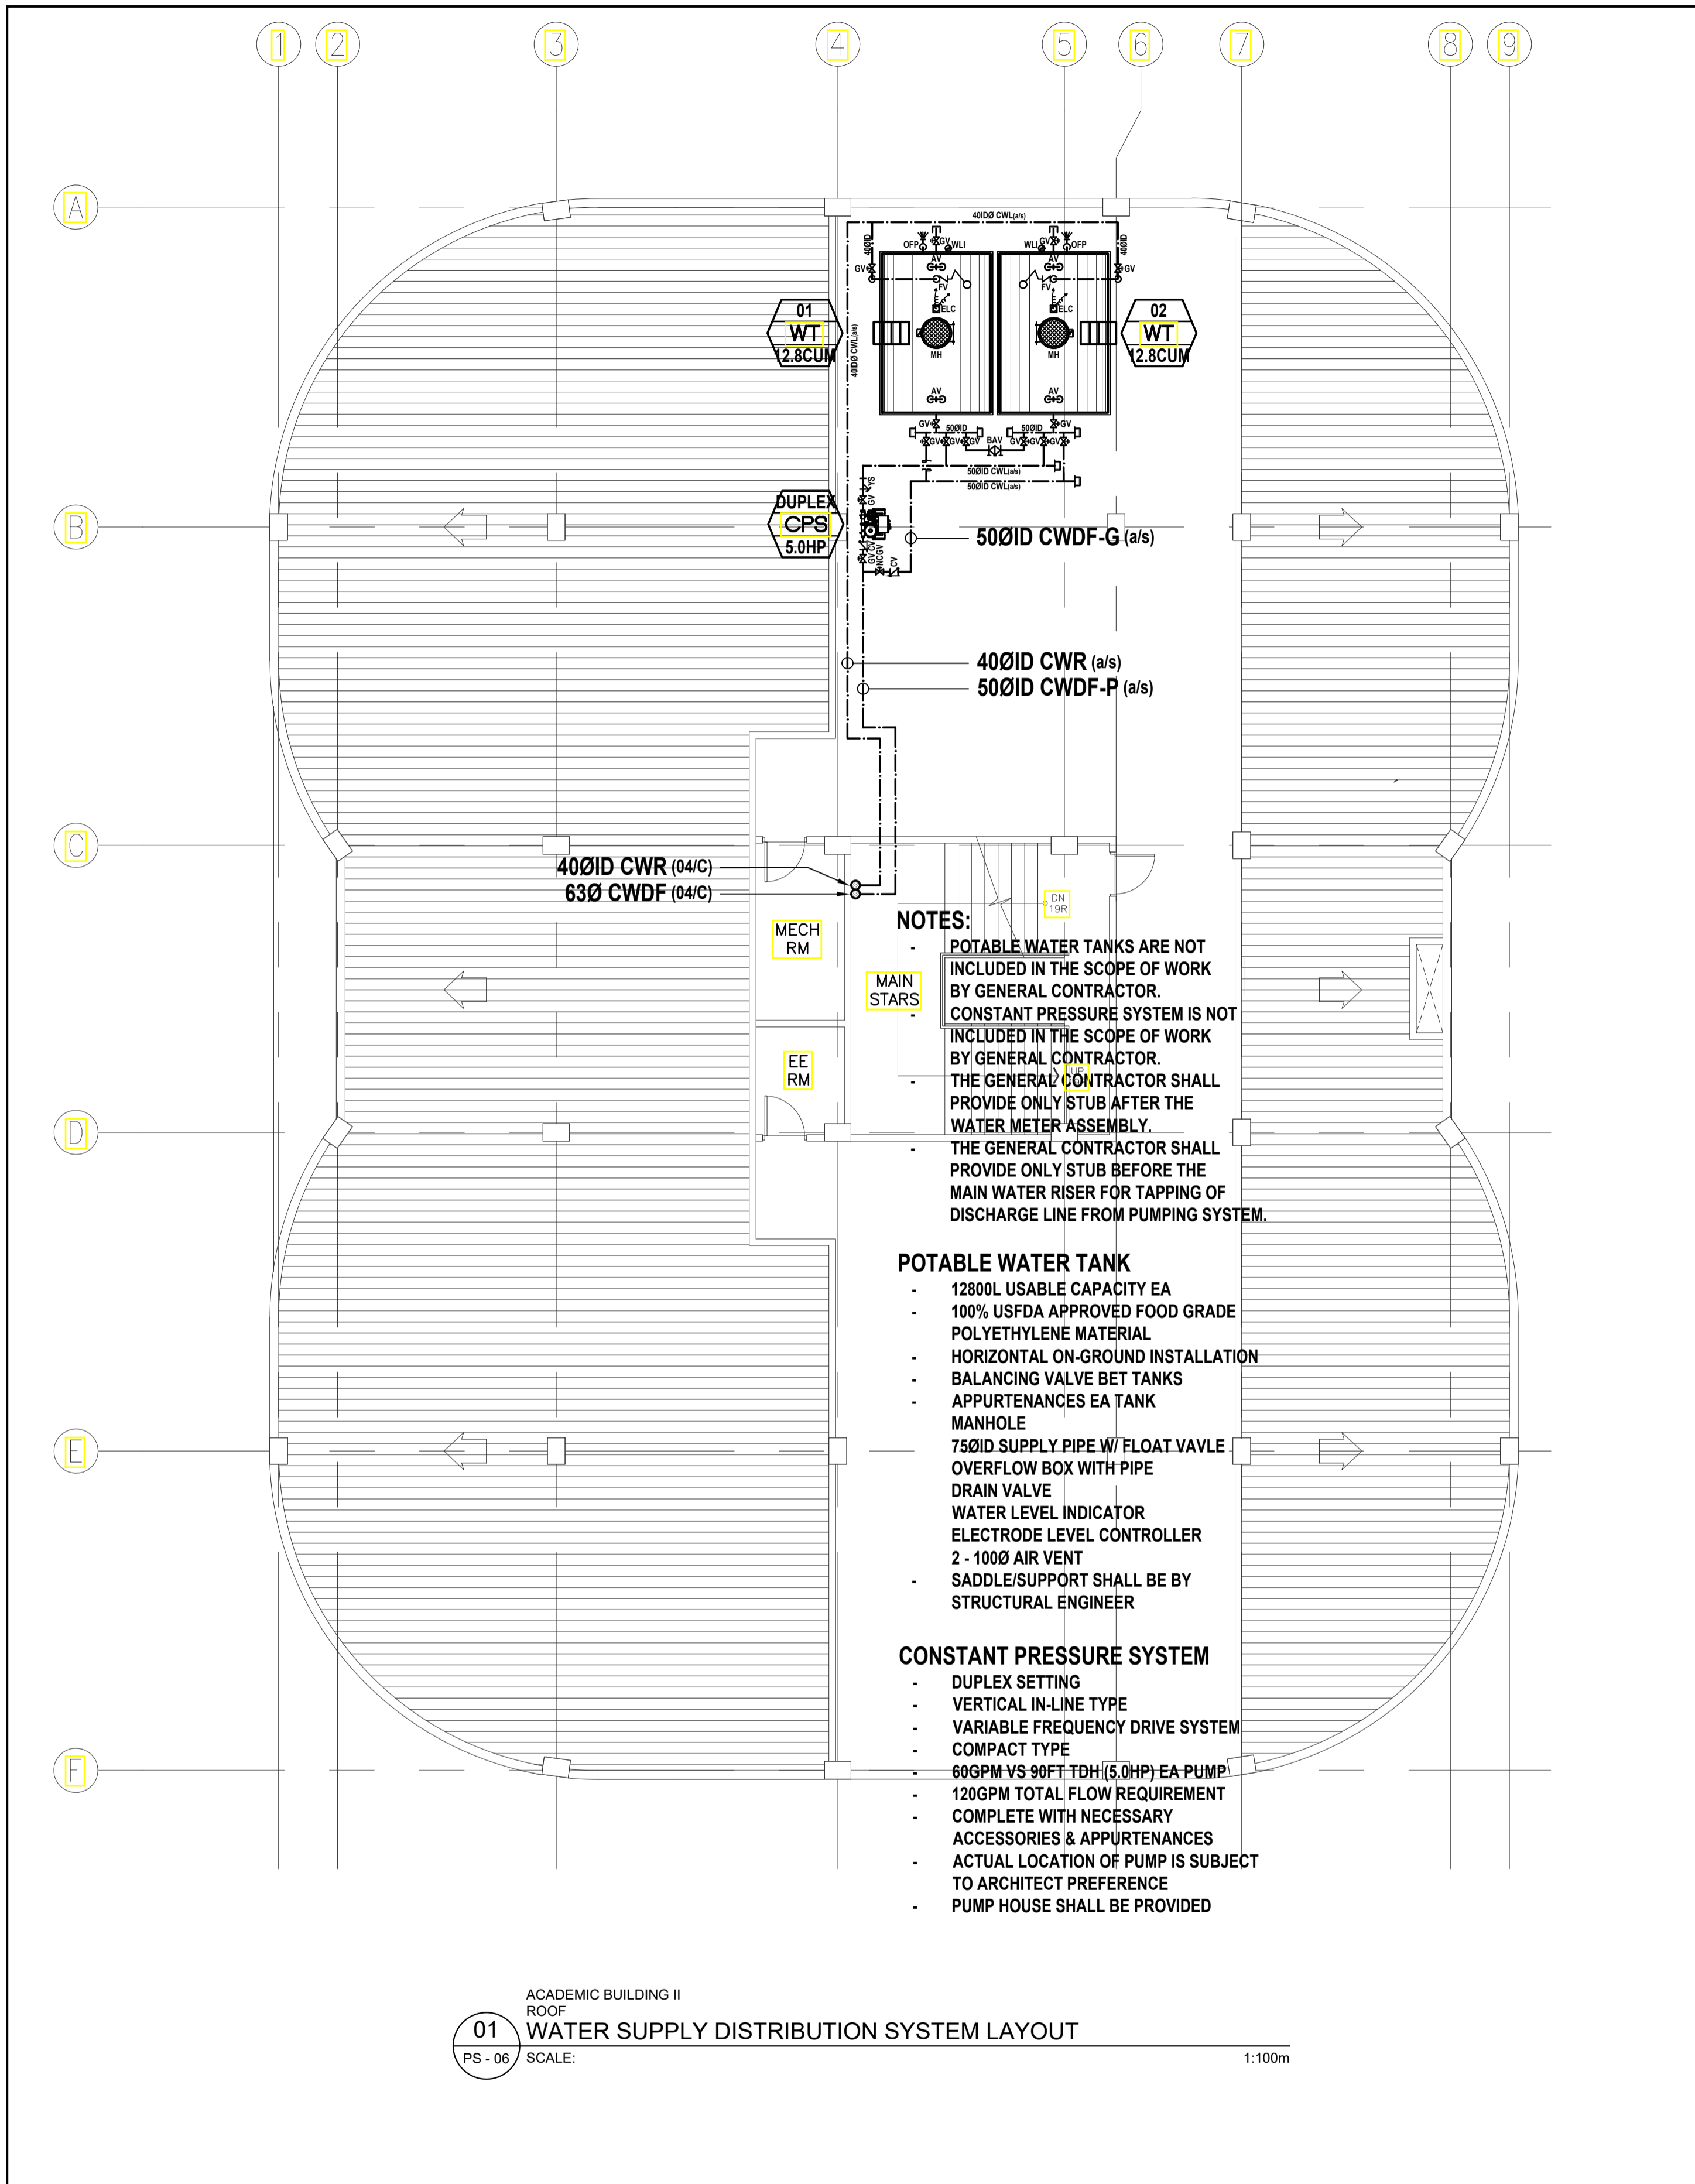 1
2
3
4
5
6
7
8
9
A
B
C
D
E
F
40IDØ CWL(a/s)
40ØID
OFP
GV
WLI
WLI
GV
OFP
40ØID
GV
AV
AV
GV
FV
FV
E
ELC
E
ELC
MH
MH
AV
AV
40IDØ CWL(a/s)
01
WT
12.8CUM
02
WT
12.8CUM
GV
50ØID
50ØID
GV
GV
GV
GV
BAV
GV
GV
GV
50ØID CWL(a/s)
50ØID CWL(a/s)
YS
GV
DUPLEX
CPS
5.0HP
GV
CV
NCGV
CV
50ØID CWDF-G (a/s)
40ØID CWR (a/s)
50ØID CWDF-P (a/s)
40ØID CWR (04/C)
63Ø CWDF (04/C)
MECH
RM
MAIN
STARS
EE
RM
DN
19R
UP
NOTES:
- POTABLE WATER TANKS ARE NOT
INCLUDED IN THE SCOPE OF WORK
BY GENERAL CONTRACTOR.
- CONSTANT PRESSURE SYSTEM IS NOT
INCLUDED IN THE SCOPE OF WORK
BY GENERAL CONTRACTOR.
- THE GENERAL CONTRACTOR SHALL
PROVIDE ONLY STUB AFTER THE
WATER METER ASSEMBLY.
- THE GENERAL CONTRACTOR SHALL
PROVIDE ONLY STUB BEFORE THE
MAIN WATER RISER FOR TAPPING OF
DISCHARGE LINE FROM PUMPING SYSTEM.
POTABLE WATER TANK
- 12800L USABLE CAPACITY EA
- 100% USFDA APPROVED FOOD GRADE
POLYETHYLENE MATERIAL
- HORIZONTAL ON-GROUND INSTALLATION
- BALANCING VALVE BET TANKS
- APPURTENANCES EA TANK
MANHOLE
75ØID SUPPLY PIPE W/ FLOAT VAVLE
OVERFLOW BOX WITH PIPE
DRAIN VALVE
WATER LEVEL INDICATOR
ELECTRODE LEVEL CONTROLLER
2 - 100Ø AIR VENT
- SADDLE/SUPPORT SHALL BE BY
STRUCTURAL ENGINEER
CONSTANT PRESSURE SYSTEM
- DUPLEX SETTING
- VERTICAL IN-LINE TYPE
- VARIABLE FREQUENCY DRIVE SYSTEM
- COMPACT TYPE
- 60GPM VS 90FT TDH (5.0HP) EA PUMP
- 120GPM TOTAL FLOW REQUIREMENT
- COMPLETE WITH NECESSARY
ACCESSORIES & APPURTENANCES
- ACTUAL LOCATION OF PUMP IS SUBJECT
TO ARCHITECT PREFERENCE
- PUMP HOUSE SHALL BE PROVIDED
ACADEMIC BUILDING II
ROOF
01
WATER SUPPLY DISTRIBUTION SYSTEM LAYOUT
PS - 06
SCALE:
1:100m